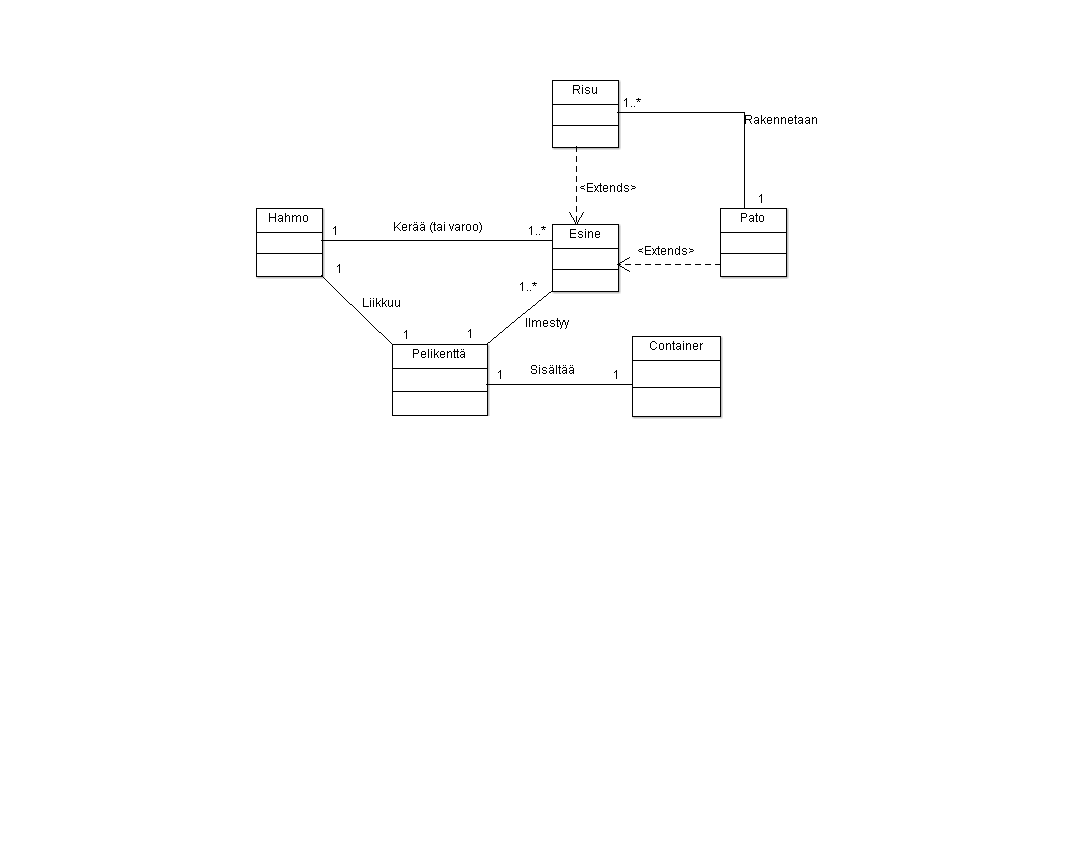 Risu
1..*
Rakennetaan
<Extends>
1
Hahmo
Pato
1
Kerää (tai varoo)
1..*
Esine
<Extends>
1
1..*
Liikkuu
Ilmestyy
1
1
Container
Pelikenttä
1
Sisältää
1